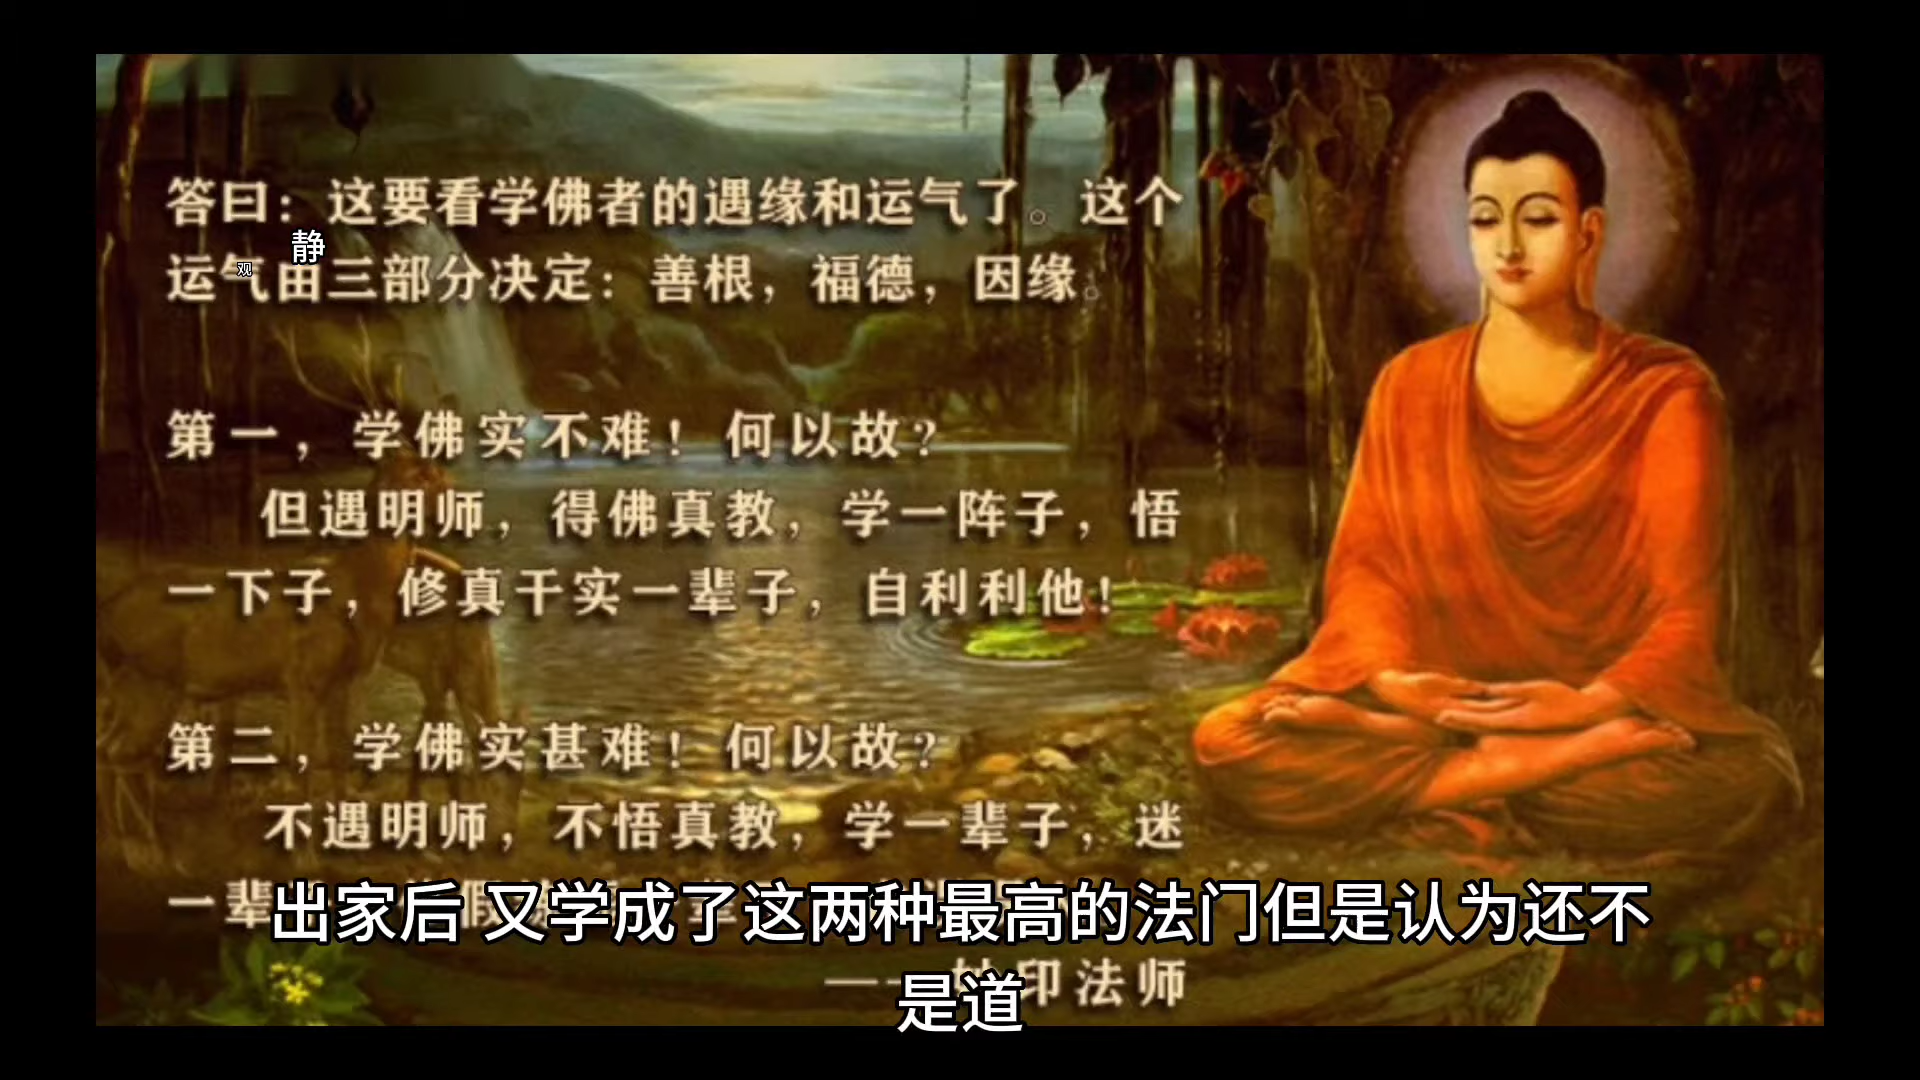 答曰：这要看学佛者的遇缘和运气了。这个
静
观
运气由三部分决定：善根，福德，因缘。
第一，学佛实不难！何以故？
但遇明师，得佛真教，学一阵子，悟
一下子，修真干实一辈子，自利利他！
第二，学佛实甚难！何以故？
不遇明师，不悟真教，学一辈子，迷
一辈
出家后 又学成了这两种最高的法门但是认为还不
是道
印法师